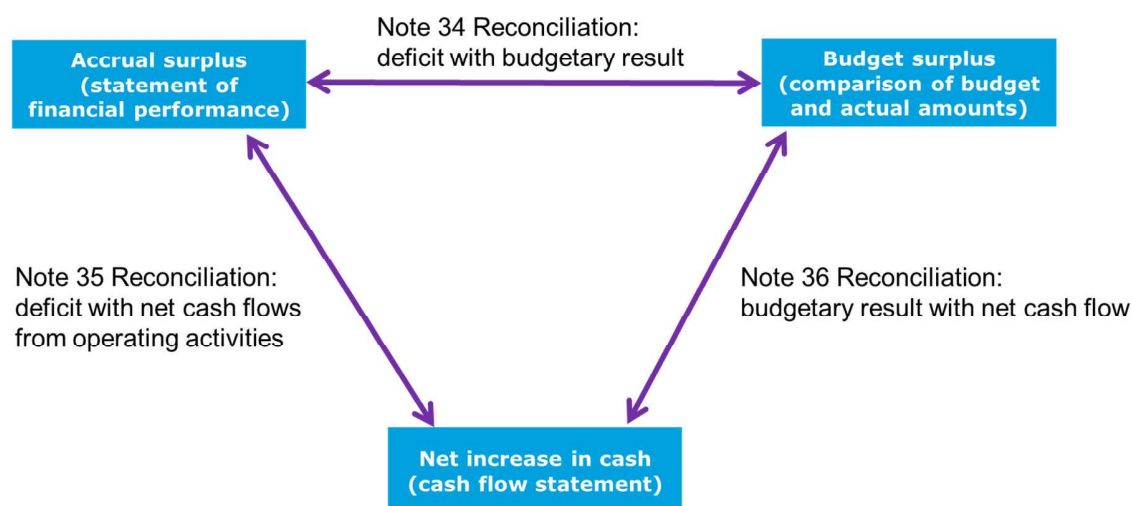 Note 34 Reconciliation:
deficit with budgetary result
Accrual surplus
(statement of
financial performance)
Budget surplus
(comparison of budget
and actual amounts)
Note 35 Reconciliation:
deficit with net cash flows
from operating activities
Note 36 Reconciliation:
budgetary result with net cash flow
Net increase in cash
(cash flow statement)